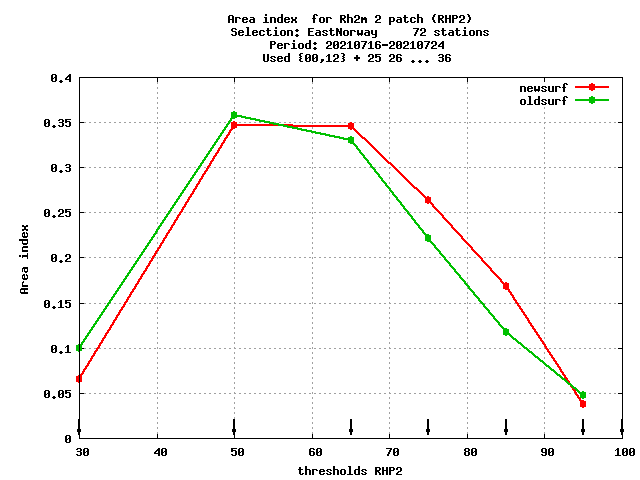 Area index  for Rh2m 2 patch (RHP2)
Selection: EastNorway     72 stations
Period: 20210716-20210724
Used {00,12} + 25 26 ... 36
newsurf
oldsurf
0.4
0.35
0.3
0.25
0.2
0.15
0.1
0.05
0
Area index
30 40 50 60 70 80 90 100
thresholds RHP2